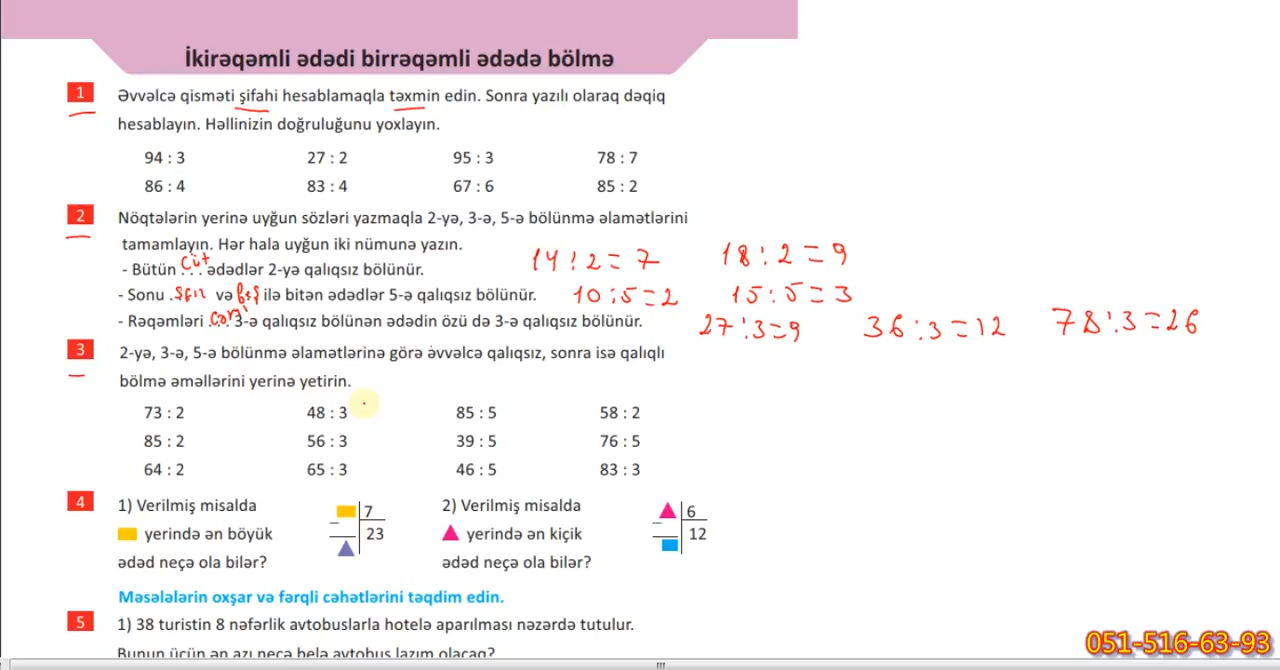 İkirəqəmli ədədi birrəqəmli ədədə bölmə
1 Əvvəlcə qisməti şifahi hesablamaqla təxmin edin. Sonra yazılı olaraq dəqiq
hesablayın. Həllinizin doğruluğunu yoxlayın.
94 : 3 27 : 2 95 : 3 78 : 7
86 : 4 83 : 4 67 : 6 85 : 2
2 Nöqtələrin yerinə uyğun sözləri yazmaqla 2-yə, 3-ə, 5-ə bölünmə əlamətlərini
tamamlayın. Hər hala uyğun iki nümunə yazın.
- Bütün cüt ədədlər 2-yə qalıqsız bölünür. 14 : 2 = 7 18 : 2 = 9
- Sonu sıfır və beş ilə bitən ədədlər 5-ə qalıqsız bölünür. 10 : 5 = 2 15 : 5 = 3
- Rəqəmləri cəmi 3-ə qalıqsız bölünən ədədin özü də 3-ə qalıqsız bölünür. 27 : 3 = 9 36 : 3 = 12 78 : 3 = 26
3 2-yə, 3-ə, 5-ə bölünmə əlamətlərinə görə əvvəlcə qalıqsız, sonra isə qalıqlı
bölmə əməllərini yerinə yetirin.
73 : 2 48 : 3 85 : 5 58 : 2
85 : 2 56 : 3 39 : 5 76 : 5
64 : 2 65 : 3 46 : 5 83 : 3
4 1) Verilmiş misalda
yerində ən böyük
ədəd neçə ola bilər?
7
23
2) Verilmiş misalda
yerində ən kiçik
ədəd neçə ola bilər?
6
12
Məsələlərin oxşar və fərqli cəhətlərini təqdim edin.
5 1) 38 turistin 8 nəfərlik avtobuslarla hotelə aparılması nəzərdə tutulur.
Bunun üçün ən azı neçə belə avtobus lazım olacaq?
051-516-63-93